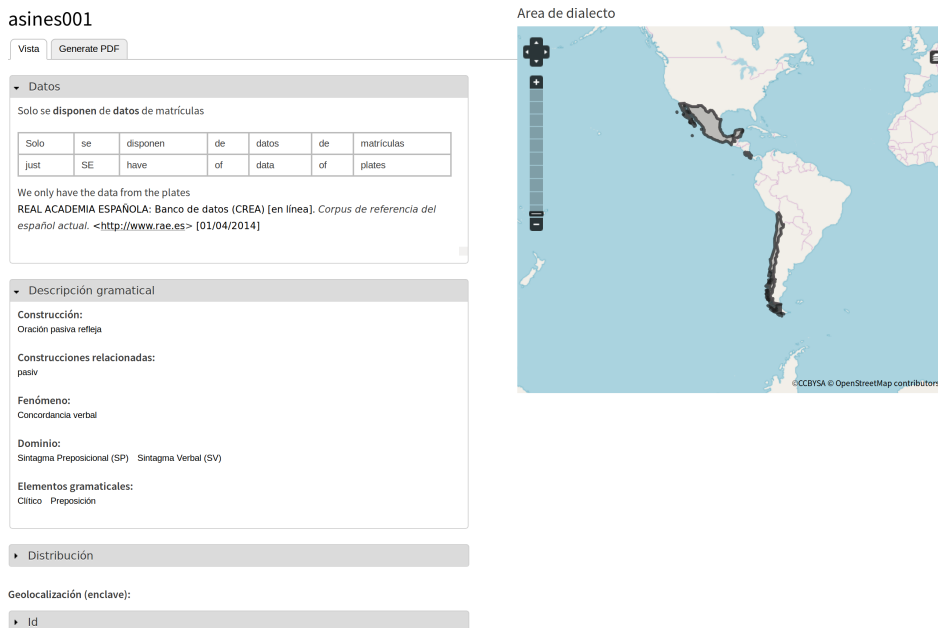 asines001
Vista
Generate PDF
Datos
Solo se disponen de datos de matrículas
Solo se disponen de datos de matrículas
just SE have of data of plates
We only have the data from the plates
REAL ACADEMIA ESPAÑOLA: Banco de datos (CREA) [en línea]. Corpus de referencia del
español actual. <http://www.rae.es> [01/04/2014]
Descripción gramatical
Construcción:
Oración pasiva refleja
Construcciones relacionadas:
pasiv
Fenómeno:
Concordancia verbal
Dominio:
Sintagma Preposicional (SP) Sintagma Verbal (SV)
Elementos gramaticales:
Clítico Preposición
Distribución
Geolocalización (enclave):
Id
Area de dialecto
©CCBYSA © OpenStreetMap contributors